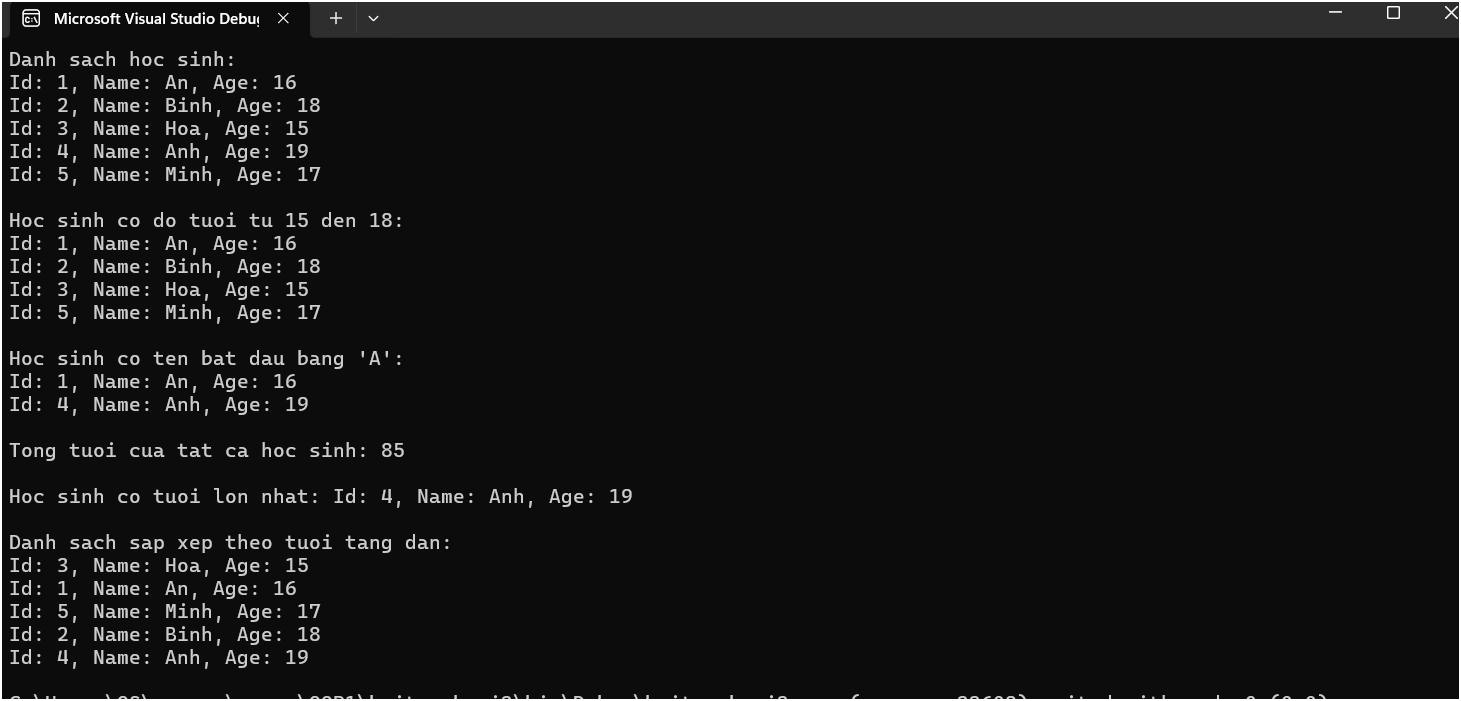 Microsoft Visual Studio Debu
Danh sach hoc sinh:
Id: 1, Name: An, Age: 16
Id: 2, Name: Binh, Age: 18
Id: 3, Name: Hoa, Age: 15
Id: 4, Name: Anh, Age: 19
Id: 5, Name: Minh, Age: 17
Hoc sinh co do tuoi tu 15 den 18:
Id: 1, Name: An, Age: 16
Id: 2, Name: Binh, Age: 18
Id: 3, Name: Hoa, Age: 15
Id: 5, Name: Minh, Age: 17
Hoc sinh co ten bat dau bang 'A':
Id: 1, Name: An, Age: 16
Id: 4, Name: Anh, Age: 19
Tong tuoi cua tat ca hoc sinh: 85
Hoc sinh co tuoi lon nhat: Id: 4, Name: Anh, Age: 19
Danh sach sap xep theo tuoi tang dan:
Id: 3, Name: Hoa, Age: 15
Id: 1, Name: An, Age: 16
Id: 5, Name: Minh, Age: 17
Id: 2, Name: Binh, Age: 18
Id: 4, Name: Anh, Age: 19